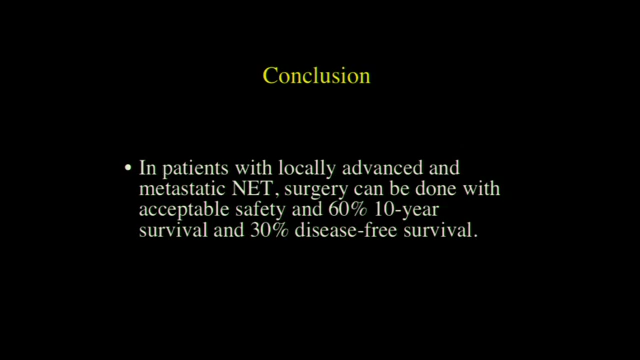 Conclusion
• In patients with locally advanced and
metastatic NET, surgery can be done with
acceptable safety and 60% 10-year
survival and 30% disease-free survival.